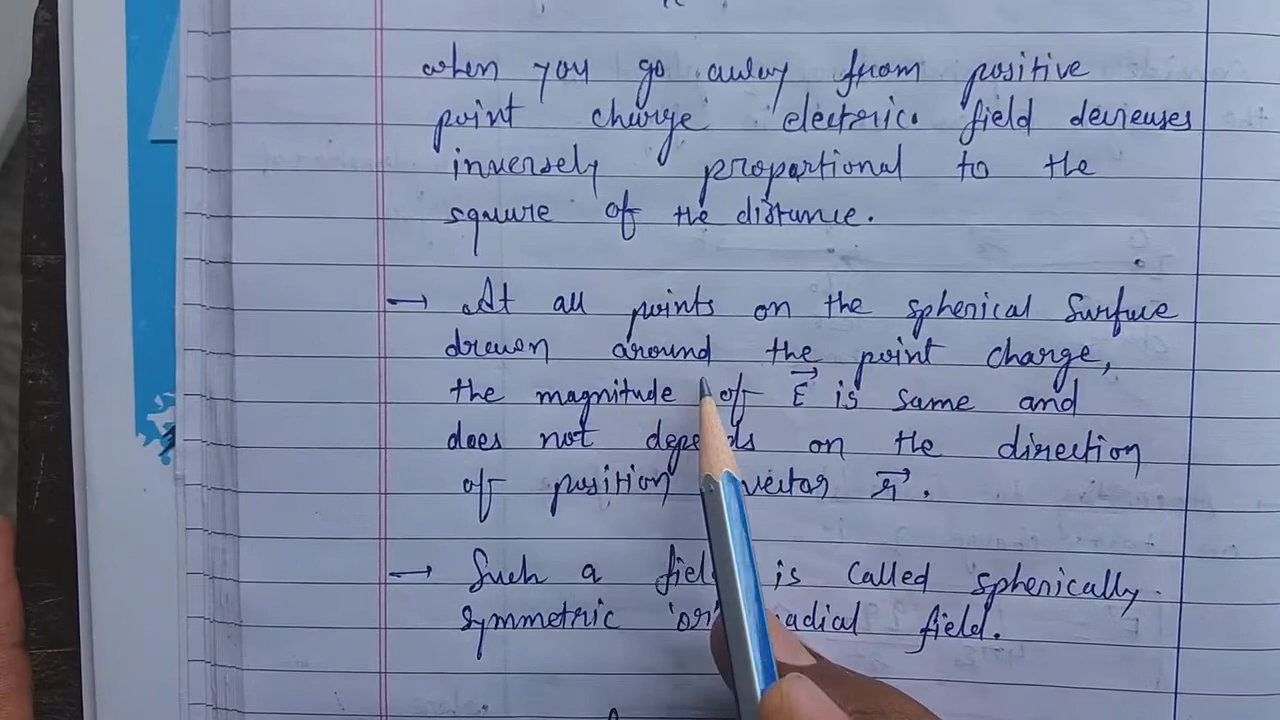 when you go away from positive
point charge electric field decreases
inversely proportional to the
square of the distance.
→ At all points on the spherical Surface
drawn around the point charge,
the magnitude of E⃗ is same and
does not depends on the direction
of position vector r⃗.
→ Such a field is called spherically
symmetric 'or' radial field.